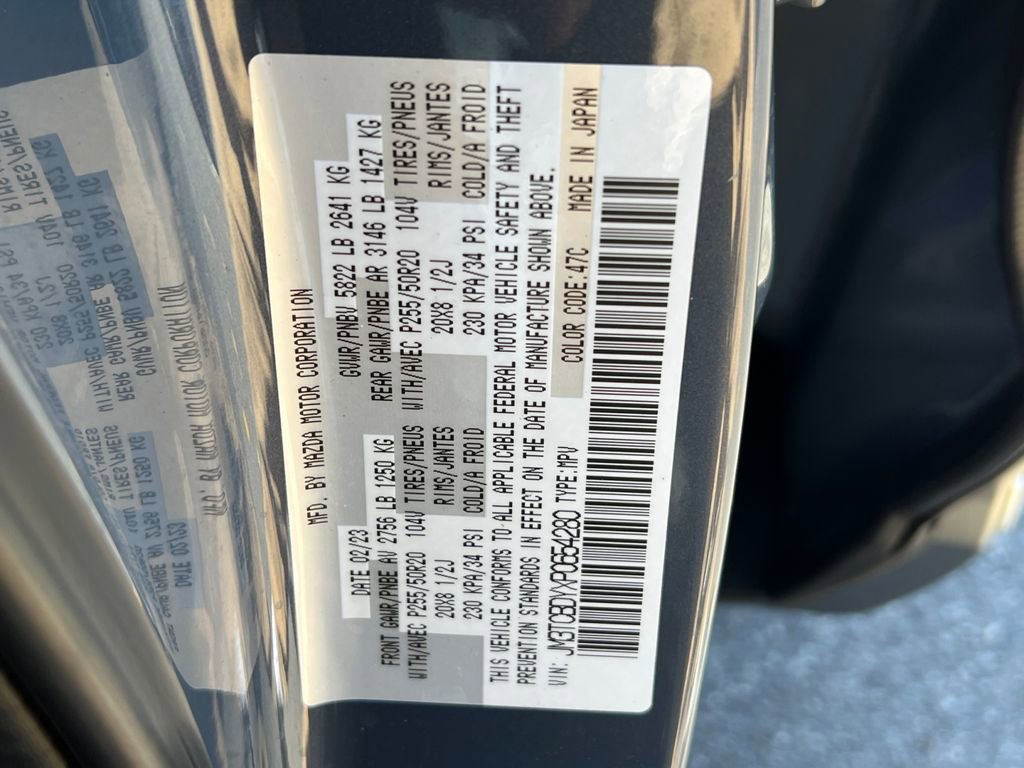 MFD. BY MAZDA MOTOR CORPORATION
DATE 02/23 GVWR/PNBV 5822 LB 2641 KG
FRONT GAWR/PNBE AV 2756 LB 1250 KG REAR GAWR/PNBE AR 3146 LB 1427 KG
WITH/AVEC P255/50R20 104V TIRES/PNEUS WITH/AVEC P255/50R20 104V TIRES/PNEUS
20X8 1/2J RIMS/JANTES 20X8 1/2J RIMS/JANTES
230 KPA/34 PSI COLD/A FROID 230 KPA/34 PSI COLD/A FROID
THIS VEHICLE CONFORMS TO ALL APPLICABLE FEDERAL MOTOR VEHICLE SAFETY AND THEFT
PREVENTION STANDARDS IN EFFECT ON THE DATE OF MANUFACTURE SHOWN ABOVE.
VIN: JM3TCBDYXP0654280 TYPE:MPV COLOR CODE:47C MADE IN JAPAN